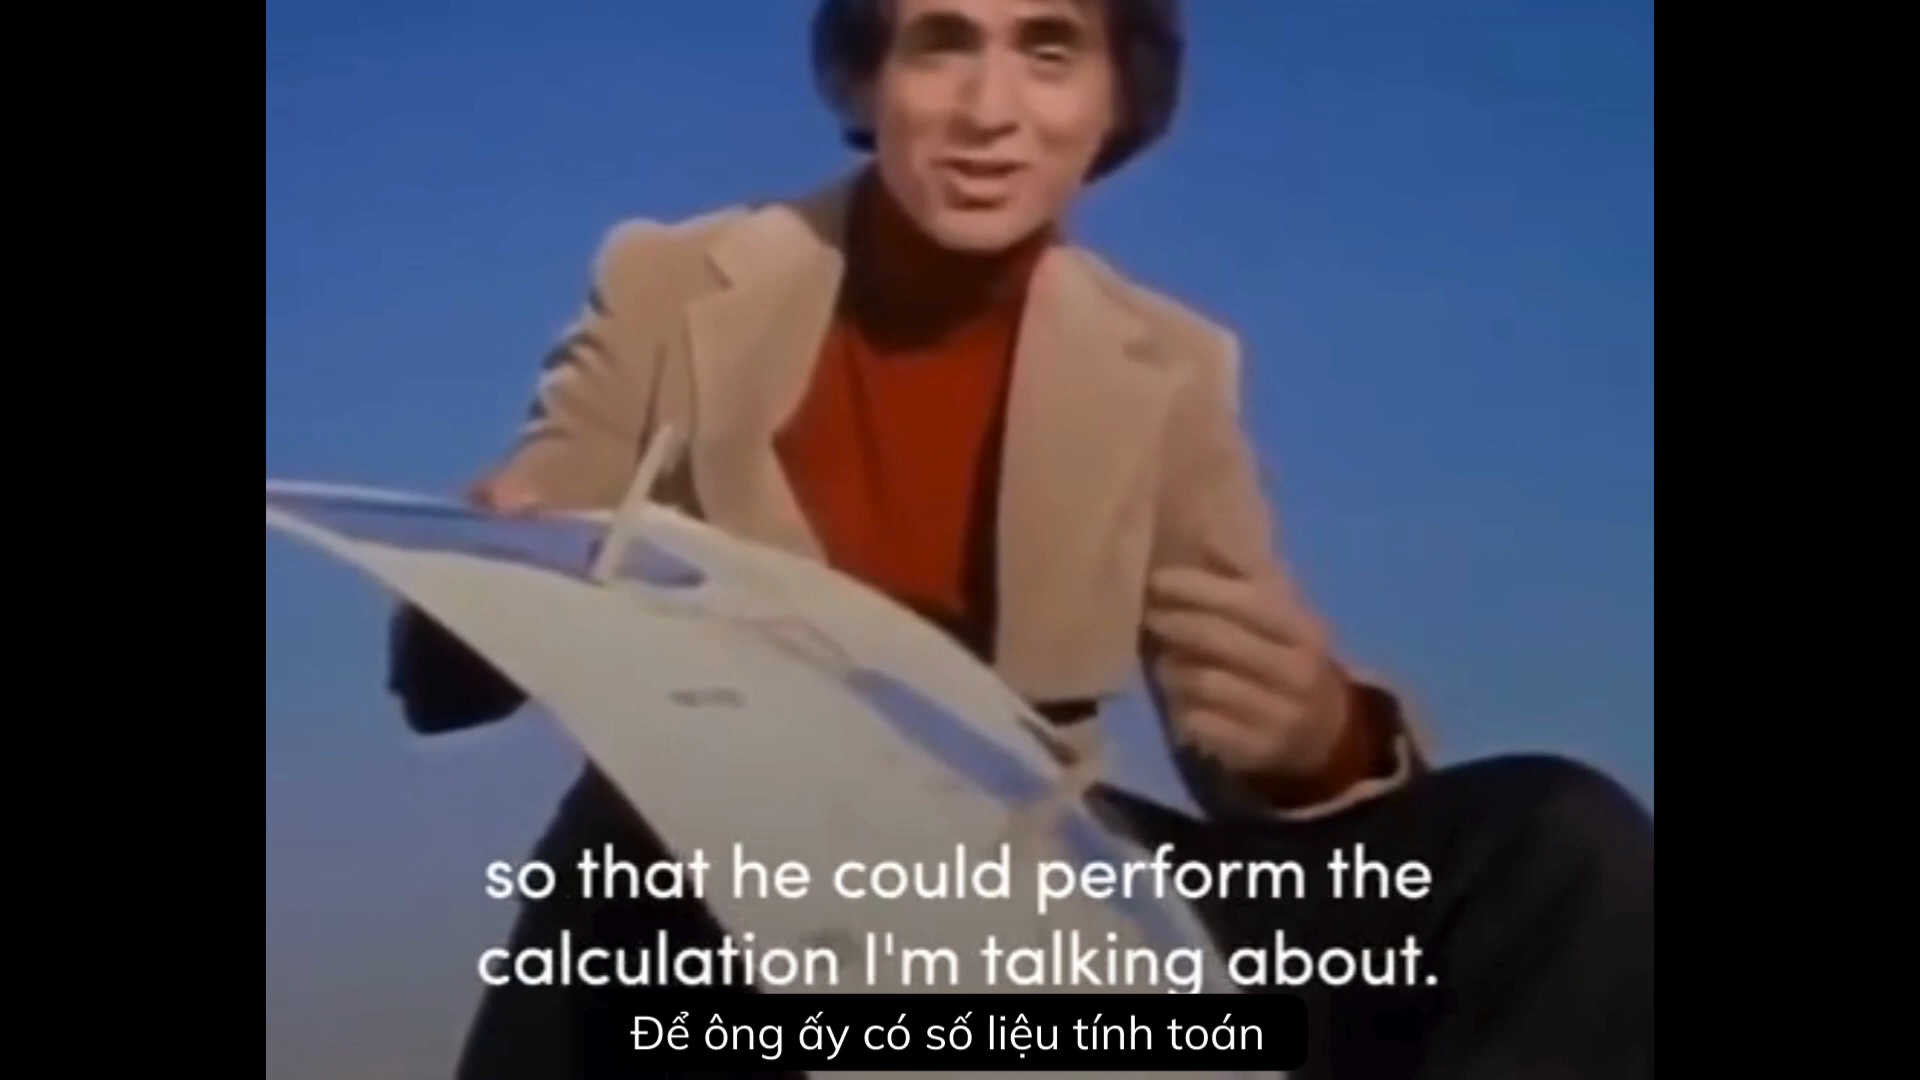 so that he could perform the
calculation I'm talking about.
Để ông ấy có số liệu tính toán